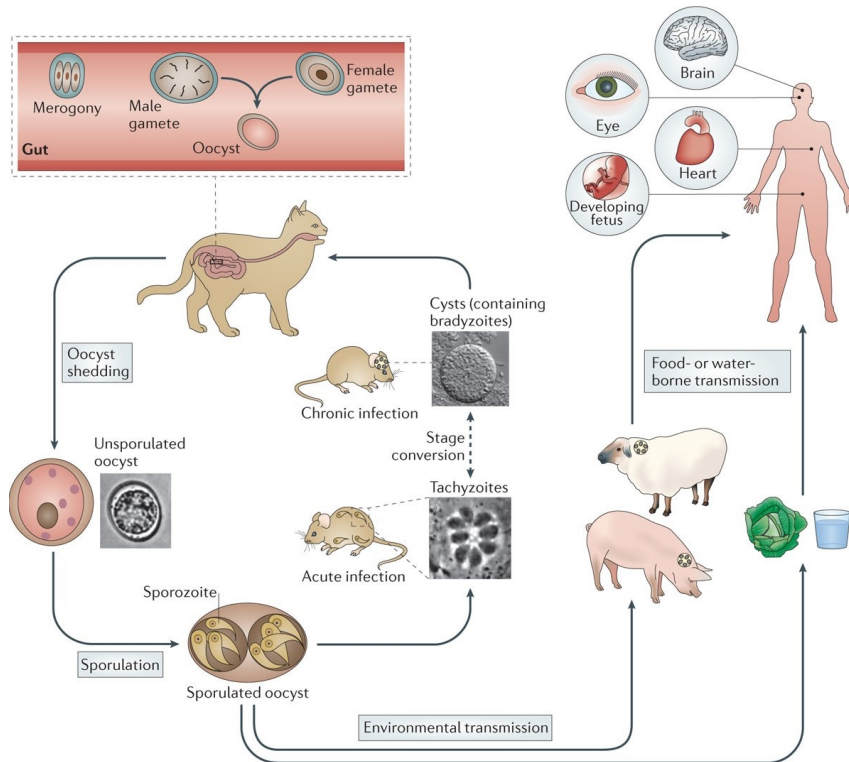 Merogony
Male
gamete
Female
gamete
Oocyst
Gut
Brain
Eye
Heart
Developing
fetus
Cysts (containing
bradyzoites)
Oocyst
shedding
Chronic infection
Food- or water-
borne transmission
Stage
conversion
Unsporulated
oocyst
Tachyzoites
Acute infection
Sporozoite
Sporulation
Sporulated oocyst
Environmental transmission